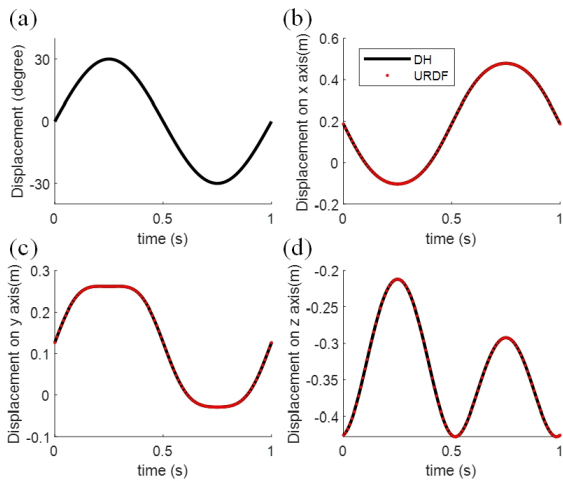 (a)
Displacement (degree)
30
0
-30
0
0.5
1
time (s)
(b)
Displacement on x axis(m)
0.6
0.4
0.2
0
-0.2
DH
URDF
0
0.5
1
time (s)
(c)
Displacement on y axis(m)
0.3
0.2
0.1
0
-0.1
0
0.5
1
time (s)
(d)
Displacement on z axis(m)
-0.2
-0.25
-0.3
-0.35
-0.4
0
0.5
1
time (s)